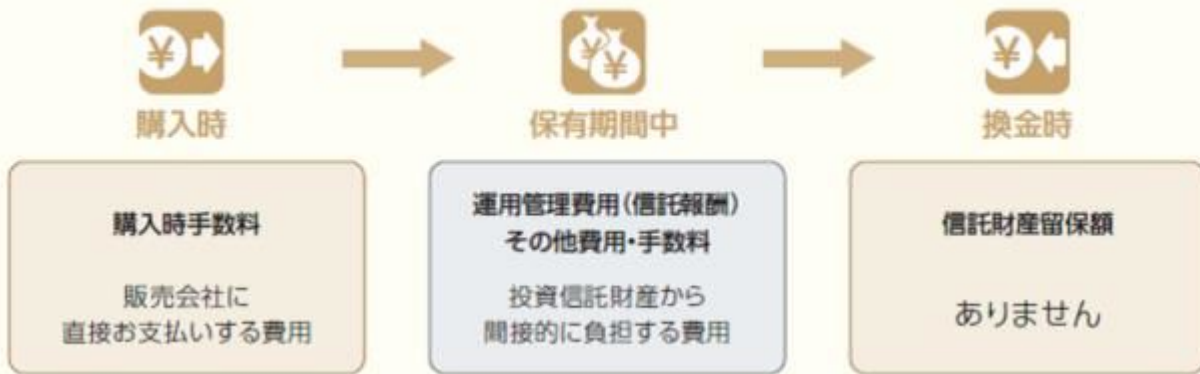 購入時
保有期間中
換金時
購入時手数料
販売会社に
直接お支払いする費用
運用管理費用(信託報酬)
その他費用・手数料
投資信託財産から
間接的に負担する費用
信託財産留保額
ありません